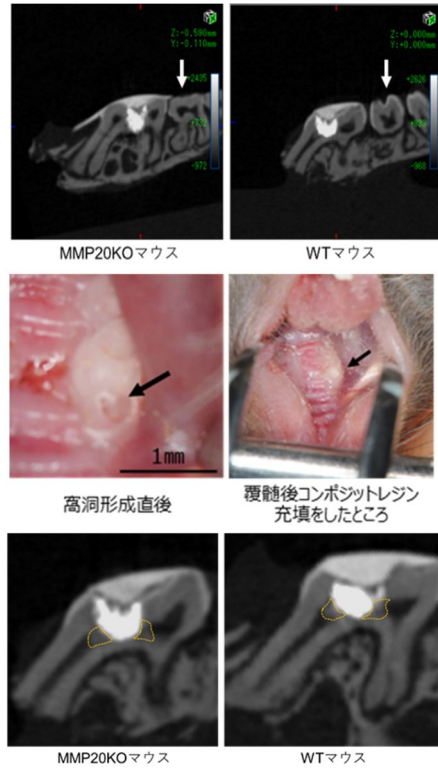 Z:-0.590mm
Y:-0.110mm
+2435
-972
Z:+0.000mm
Y:+0.000mm
+2626
-968
MMP20KOマウス
WTマウス
1mm
窩洞形成直後
覆髄後コンポジットレジン
充填をしたところ
MMP20KOマウス
WTマウス